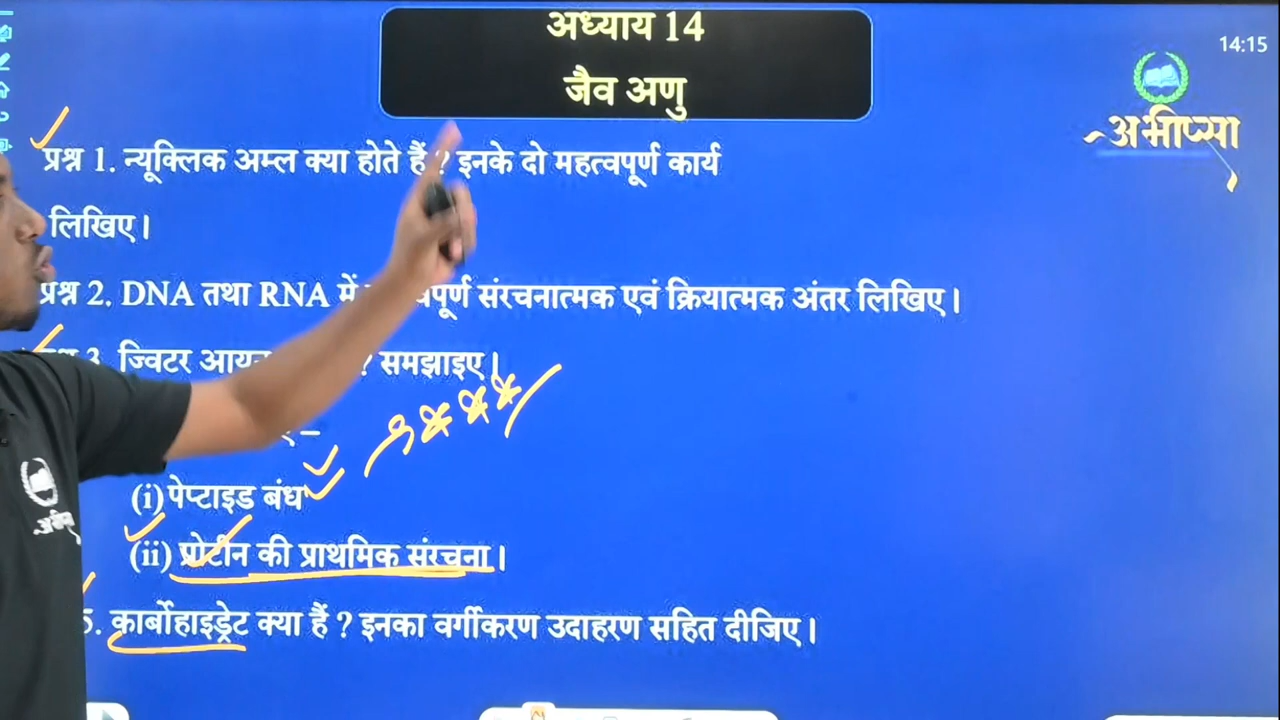 अध्याय 14
जैव अणु
14:15
अभीप्सा
प्रश्न 1. न्यूक्लिक अम्ल क्या होते हैं ? इनके दो महत्वपूर्ण कार्य
लिखिए।
प्रश्न 2. DNA तथा RNA में संरचनात्मक एवं क्रियात्मक अंतर लिखिए।
3. ज्विटर ? समझाइए।
(i) पेप्टाइड बंध
(ii) प्रोटीन की प्राथमिक संरचना।
5. कार्बोहाइड्रेट क्या हैं ? इनका वर्गीकरण उदाहरण सहित दीजिए।